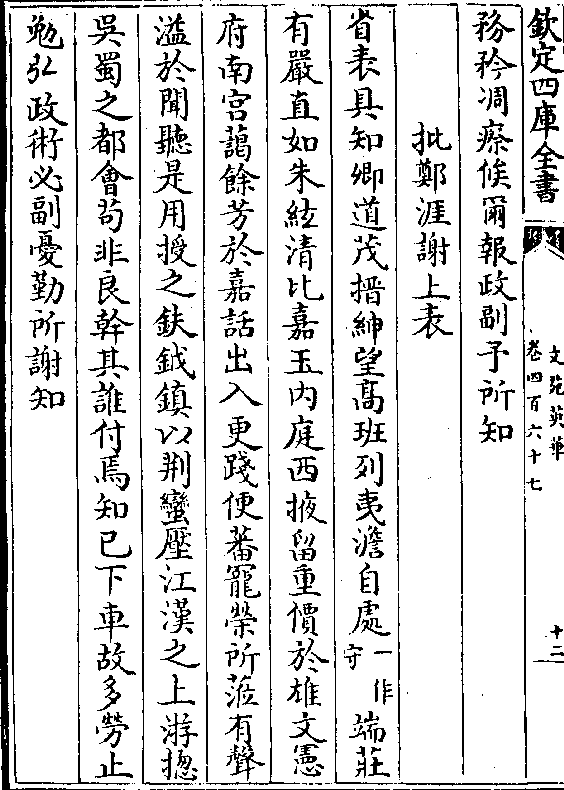 欽定四庫全書
文苑英華
卷四百六十七
十二
務矜凋瘵候爾報政副予所知
批鄭涯謝上表
省表具知卿道茂搢紳望髙班列夷澹自處一作守端莊
有嚴直如朱絃清比嘉玉内庭西掖留重價於雄文憲
府南宫藹餘芳於嘉話出入更踐便蕃寵榮所蒞有聲
溢於聞聽是用授之鈇鉞鎮以荆蠻壓江漢之上游揔
吳蜀之都會茍非良幹其誰付焉知已下車故多勞止
勉弘政術必副憂勤所謝知